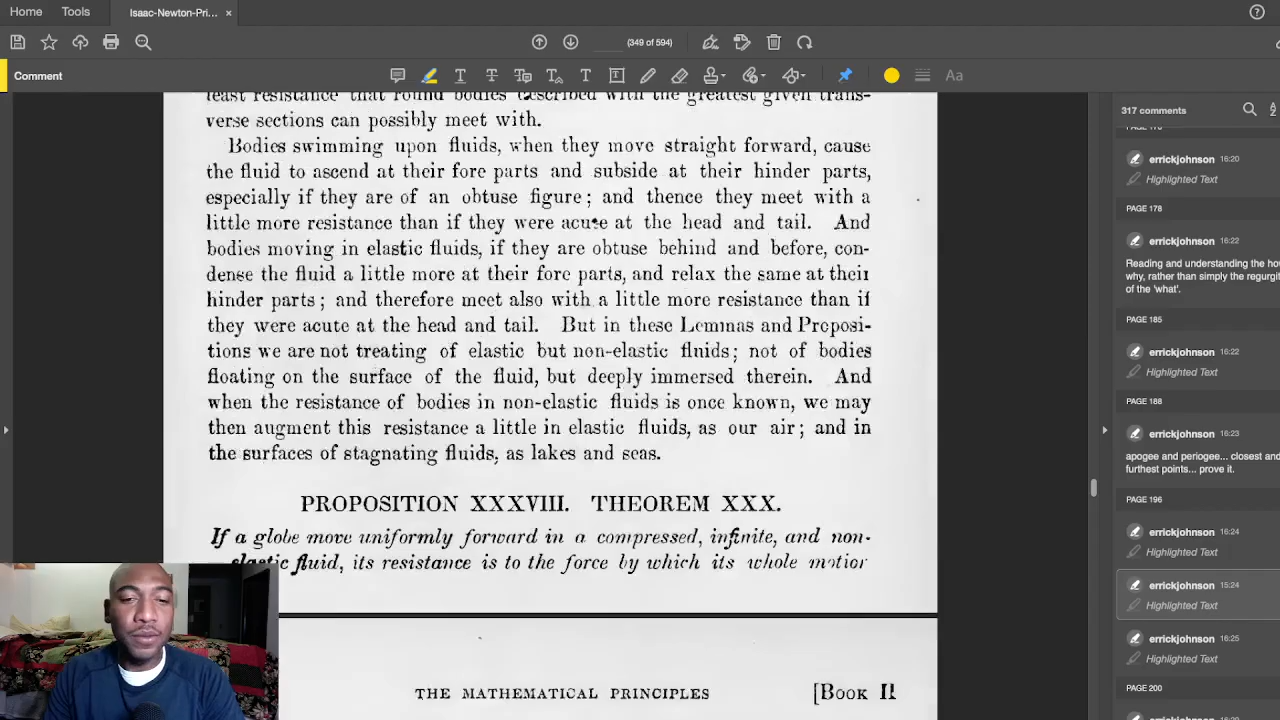 Home
Tools
Isaac-Newton-Pri... ×
(349 of 594)
Comment
Aa
317 comments
least resistance that round bodies described with the greatest given trans-
verse sections can possibly meet with.
Bodies swimming upon fluids, when they move straight forward, cause
the fluid to ascend at their fore parts and subside at their hinder parts,
especially if they are of an obtuse figure; and thence they meet with a
little more resistance than if they were acute at the head and tail. And
bodies moving in elastic fluids, if they are obtuse behind and before, con-
dense the fluid a little more at their fore parts, and relax the same at their
hinder parts; and therefore meet also with a little more resistance than if
they were acute at the head and tail. But in these Lemmas and Proposi-
tions we are not treating of elastic but non-elastic fluids; not of bodies
floating on the surface of the fluid, but deeply immersed therein. And
when the resistance of bodies in non-elastic fluids is once known, we may
then augment this resistance a little in elastic fluids, as our air; and in
the surfaces of stagnating fluids, as lakes and seas.
PROPOSITION XXXVIII. THEOREM XXX.
If a globe move uniformly forward in a compressed, infinite, and non-
elastic fluid, its resistance is to the force by which its whole motion
THE MATHEMATICAL PRINCIPLES [BOOK II
errickjohnson 16:20
Highlighted Text
PAGE 178
errickjohnson 16:22
Reading and understanding the how
why, rather than simply the regurgit
of the 'what'.
PAGE 185
errickjohnson 16:22
Highlighted Text
PAGE 188
errickjohnson 16:23
apogee and periogee... closest and
furthest points... prove it.
PAGE 196
errickjohnson 16:24
Highlighted Text
errickjohnson 15:24
Highlighted Text
errickjohnson 16:25
Highlighted Text
PAGE 200